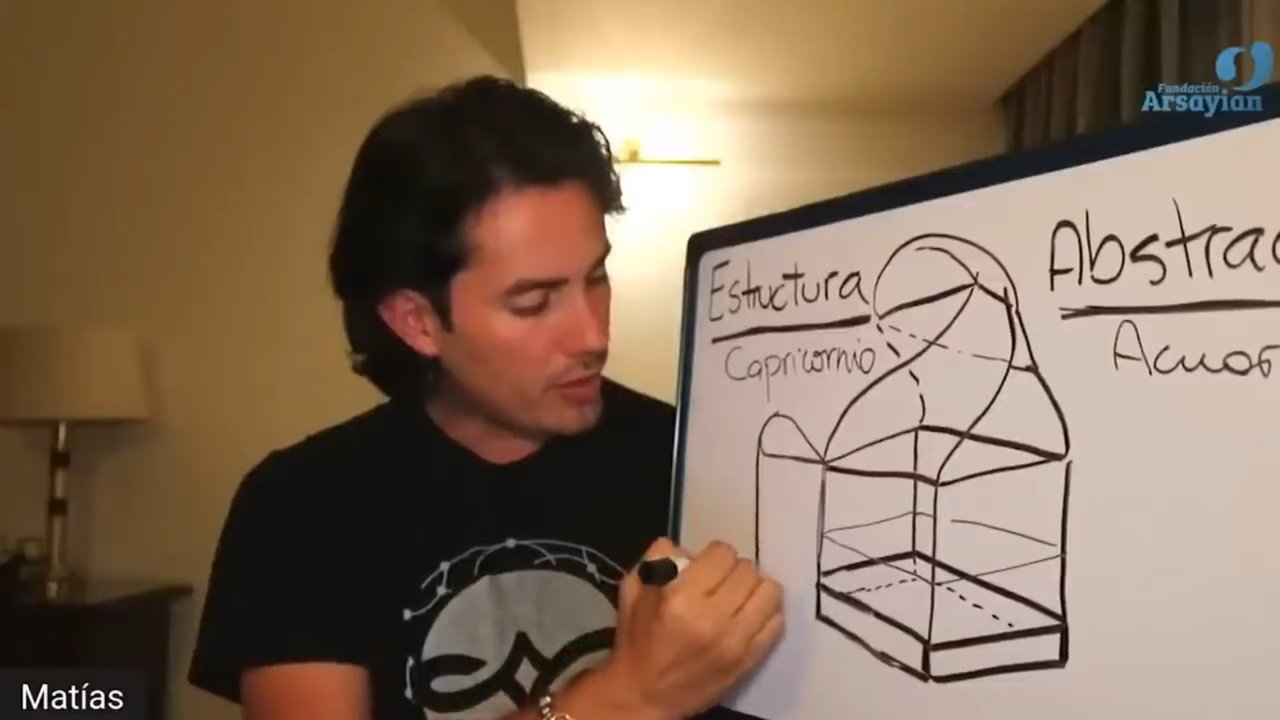 Fundación
Arsayian
Estuctura
Capricornio
Matías